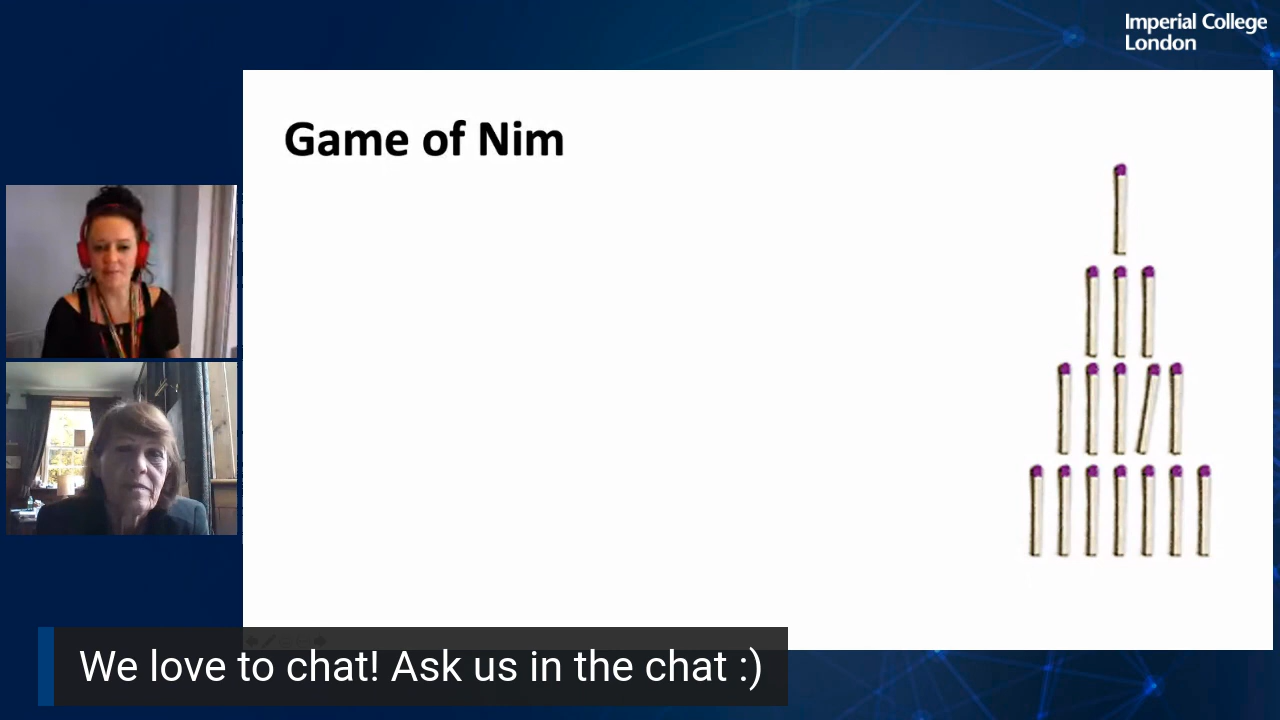 Imperial College
London
Game of Nim
We love to chat! Ask us in the chat :)